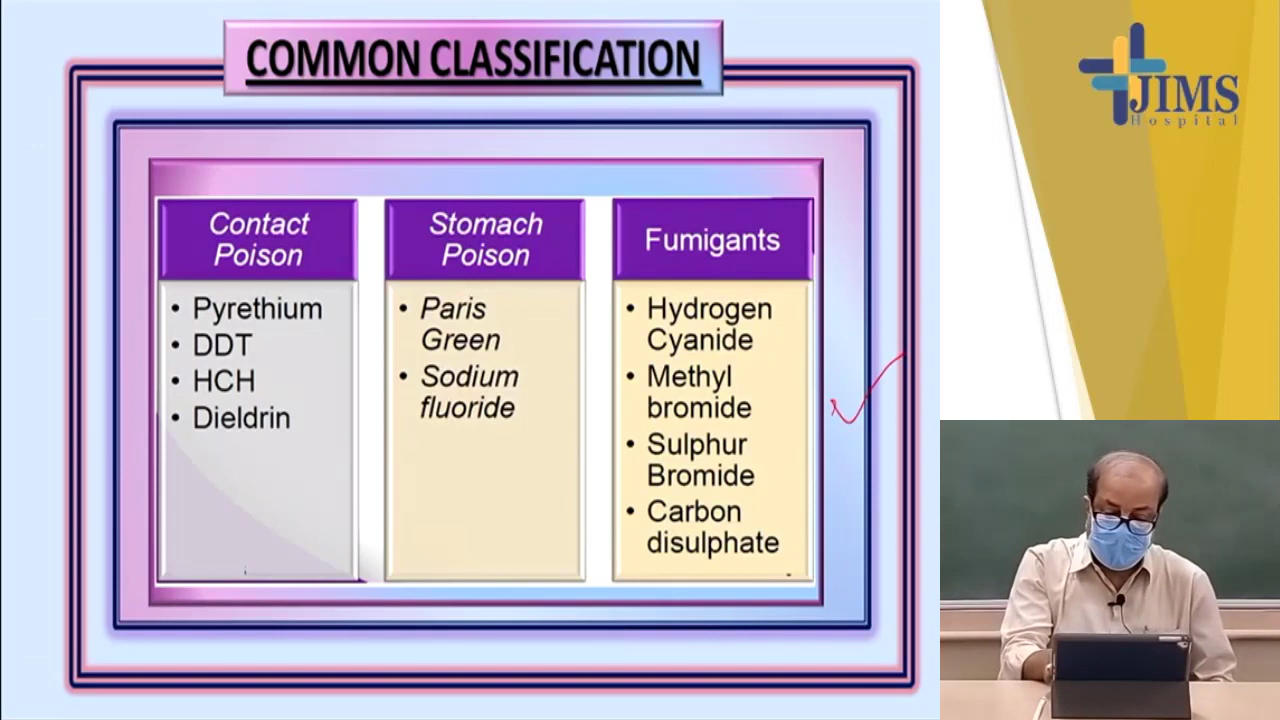 COMMON CLASSIFICATION
JIMS
Hospital
Contact
Poison
• Pyrethium
• DDT
• HCH
• Dieldrin
Stomach
Poison
• Paris
Green
• Sodium
fluoride
Fumigants
• Hydrogen
Cyanide
• Methyl
bromide
• Sulphur
Bromide
• Carbon
disulphate